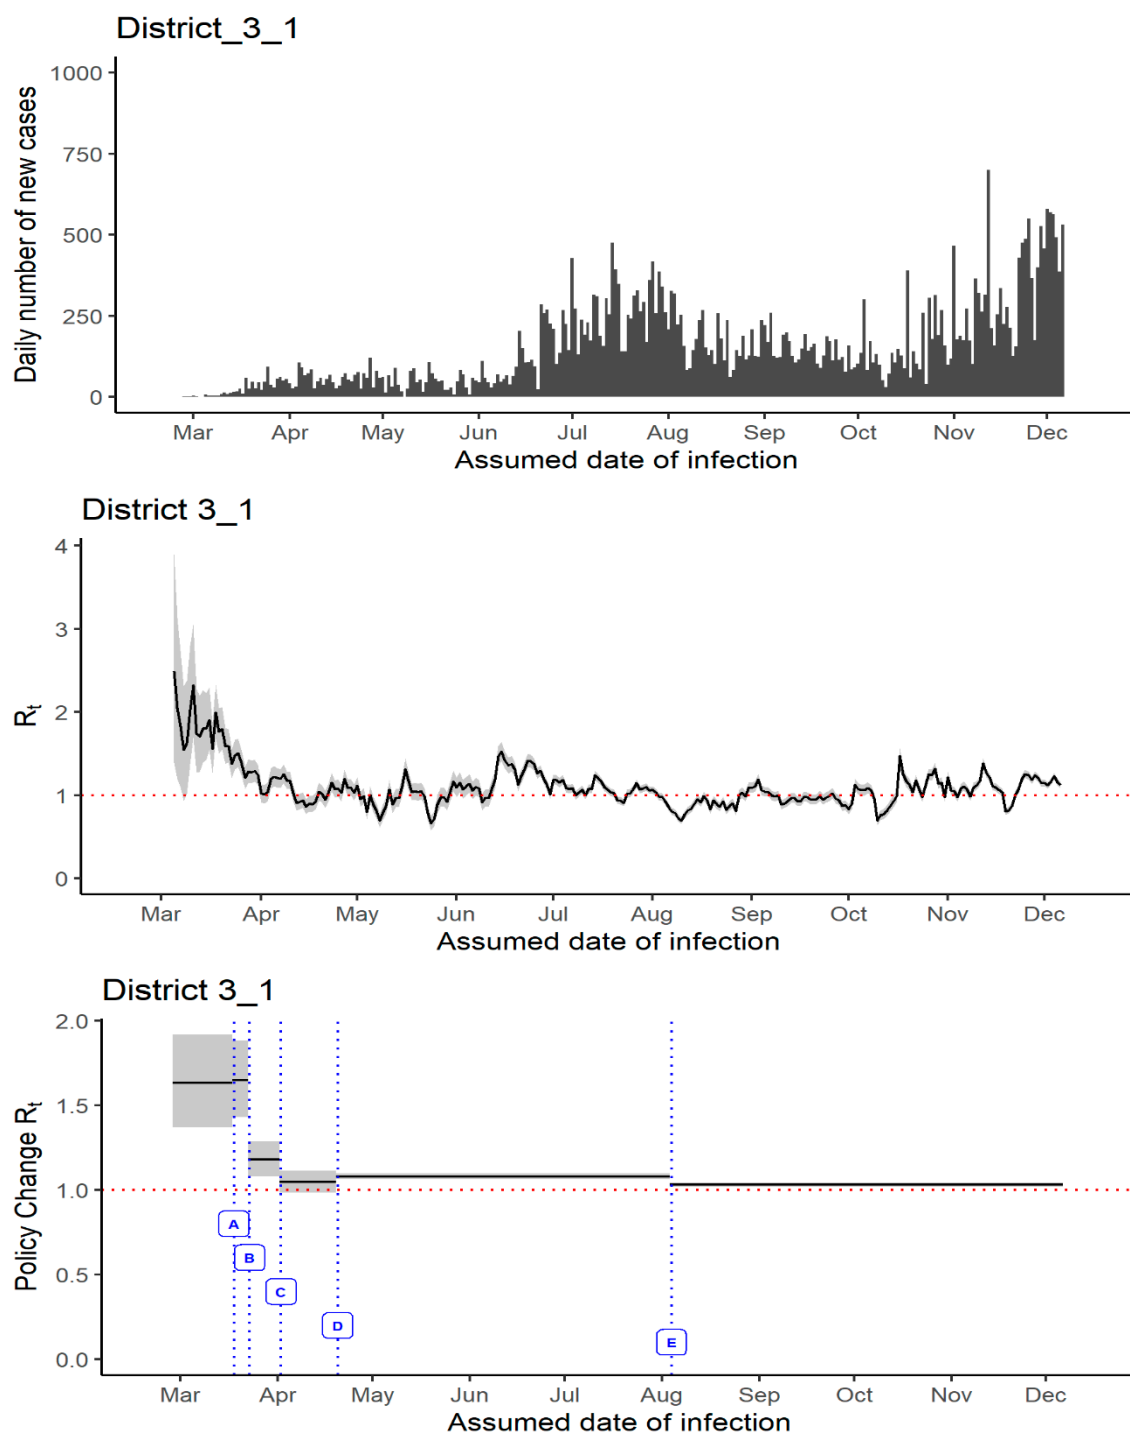 District_3_1
Daily number of new cases
1000
750
500
250
0
Mar Apr May Jun Jul Aug Sep Oct Nov Dec
Assumed date of infection
District 3_1
Rt
4
3
2
1
0
Mar Apr May Jun Jul Aug Sep Oct Nov Dec
Assumed date of infection
District 3_1
Policy Change Rt
2.0
1.5
1.0
0.5
0.0
A
B
C
D
E
Mar Apr May Jun Jul Aug Sep Oct Nov Dec
Assumed date of infection